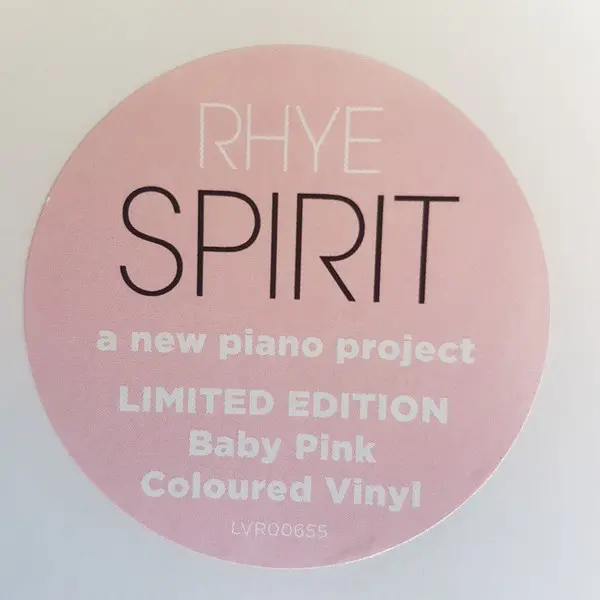 RHYE
SPIRIT
a new piano project
LIMITED EDITION
Baby Pink
Coloured Vinyl
LVR00655